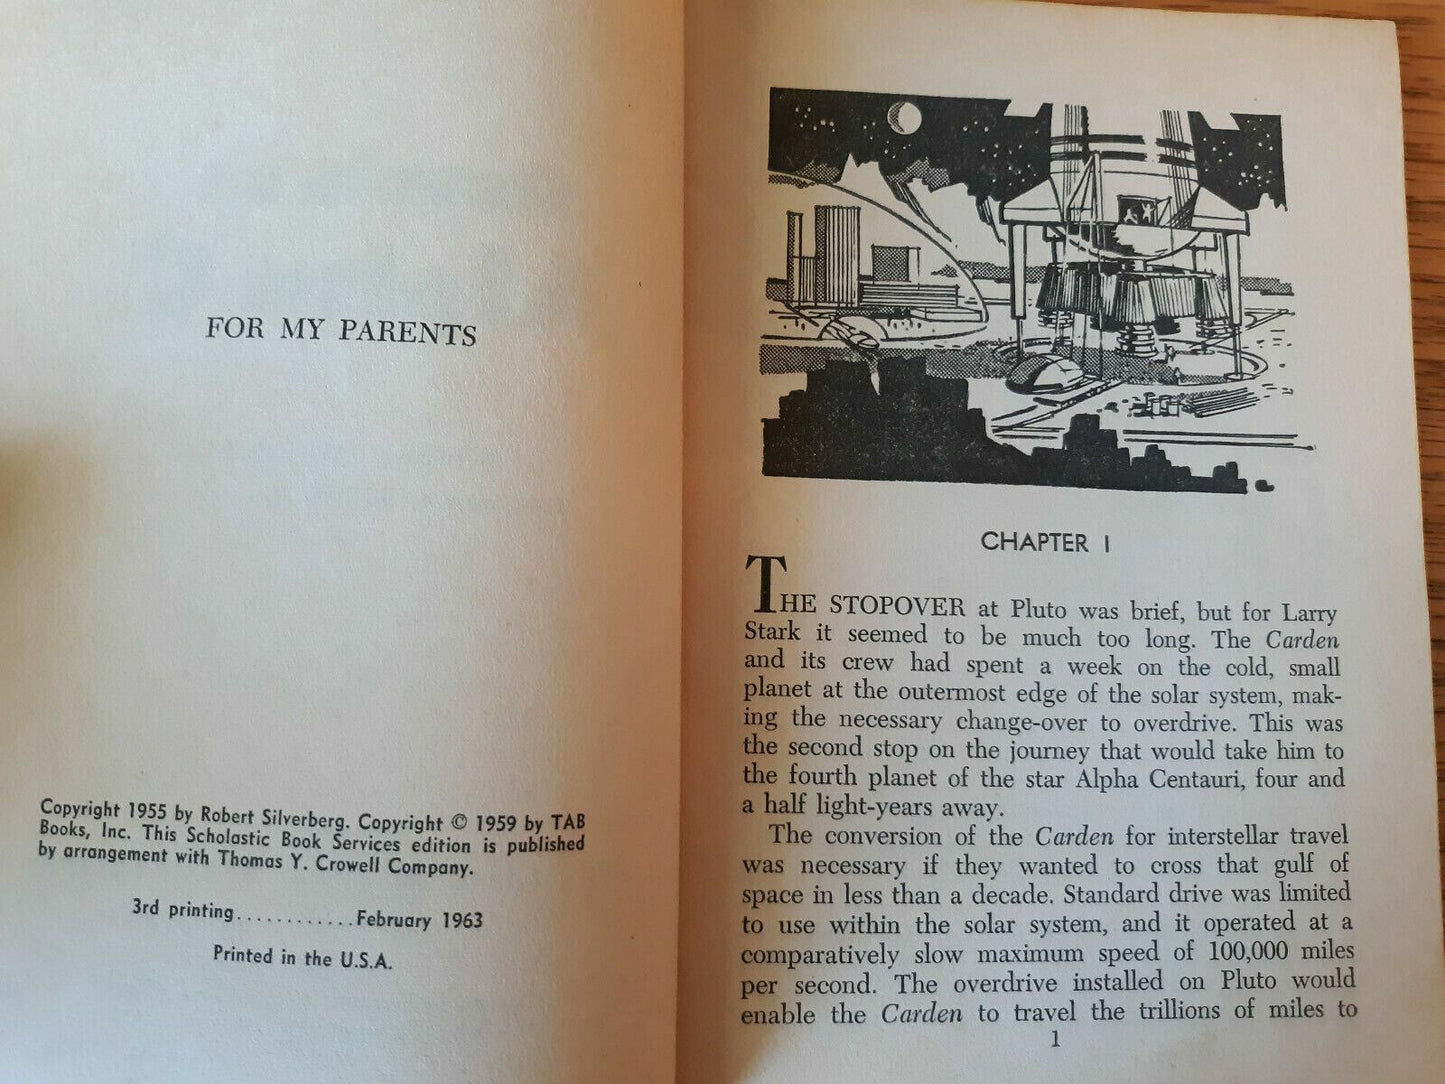 FOR MY PARENTS
Copyright 1955 by Robert Silverberg. Copyright © 1959 by TAB
Books, Inc. This Scholastic Book Services edition is published
by arrangement with Thomas Y. Crowell Company.
3rd printing............February 1963
Printed in the U.S.A.
CHAPTER I
THE STOPOVER at Pluto was brief, but for Larry
Stark it seemed to be much too long. The Carden
and its crew had spent a week on the cold, small
planet at the outermost edge of the solar system, mak-
ing the necessary change-over to overdrive. This was
the second stop on the journey that would take him to
the fourth planet of the star Alpha Centauri, four and
a half light-years away.
The conversion of the Carden for interstellar travel
was necessary if they wanted to cross that gulf of
space in less than a decade. Standard drive was limited
to use within the solar system, and it operated at a
comparatively slow maximum speed of 100,000 miles
per second. The overdrive installed on Pluto would
enable the Carden to travel the trillions of miles to
1